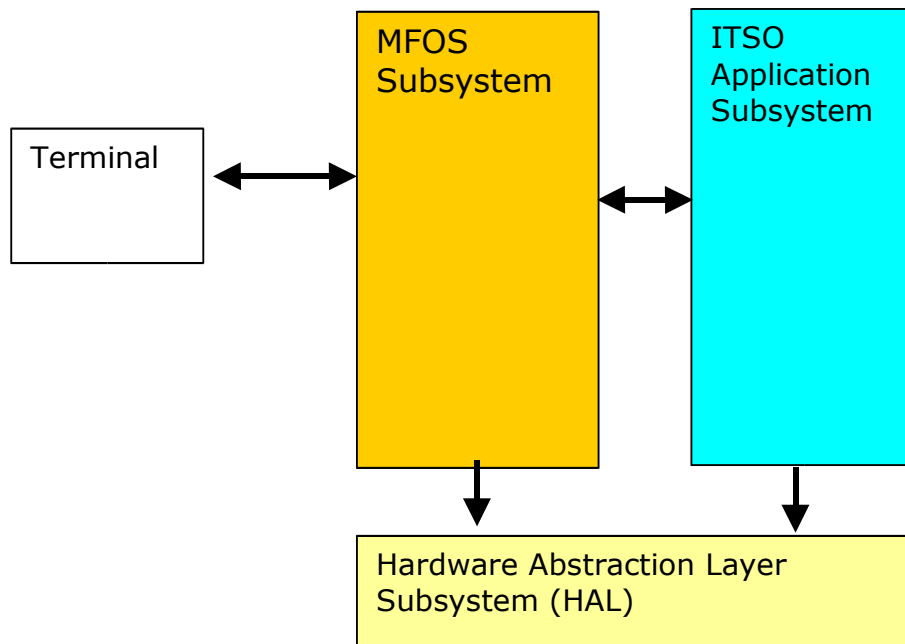 MFOS
Subsystem
ITSO
Application
Subsystem
Terminal
Hardware Abstraction Layer
Subsystem (HAL)